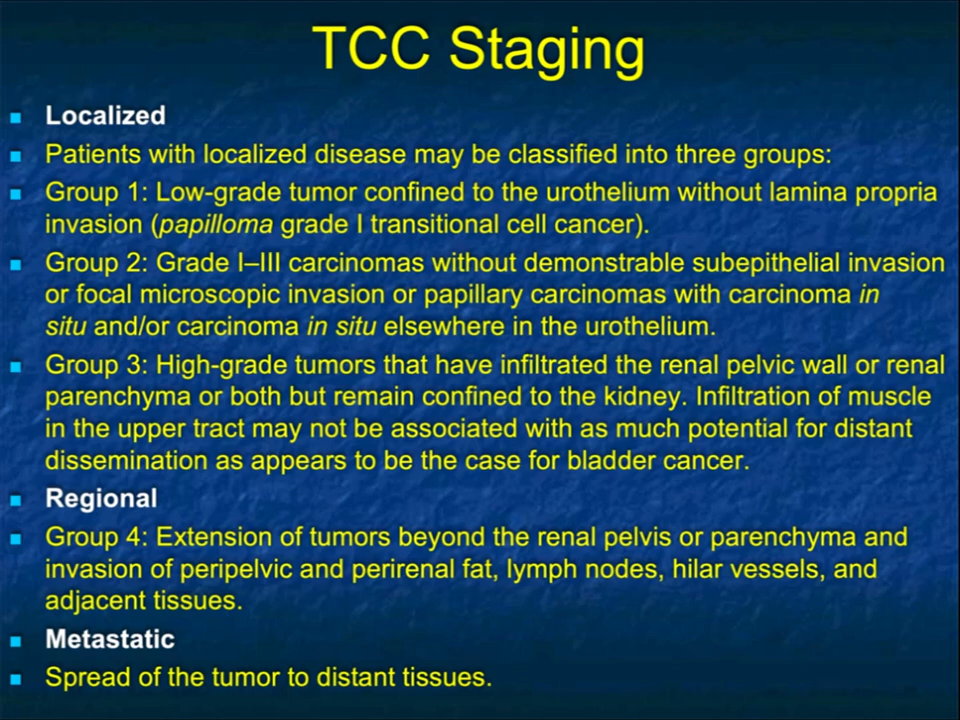 TCC Staging
Localized
Patients with localized disease may be classified into three groups:
Group 1: Low-grade tumor confined to the urothelium without lamina propria
invasion (papilloma grade I transitional cell cancer).
Group 2: Grade I–III carcinomas without demonstrable subepithelial invasion
or focal microscopic invasion or papillary carcinomas with carcinoma in
situ and/or carcinoma in situ elsewhere in the urothelium.
Group 3: High-grade tumors that have infiltrated the renal pelvic wall or renal
parenchyma or both but remain confined to the kidney. Infiltration of muscle
in the upper tract may not be associated with as much potential for distant
dissemination as appears to be the case for bladder cancer.
Regional
Group 4: Extension of tumors beyond the renal pelvis or parenchyma and
invasion of peripelvic and perirenal fat, lymph nodes, hilar vessels, and
adjacent tissues.
Metastatic
Spread of the tumor to distant tissues.